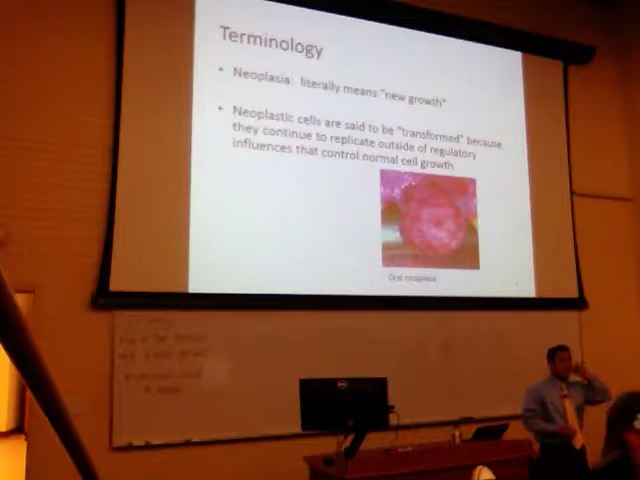 Terminology
• Neoplasia: literally means "new growth"
• Neoplastic cells are said to be "transformed" because
they continue to replicate outside of regulatory
influences that control normal cell growth
Oral neoplasia
DELL